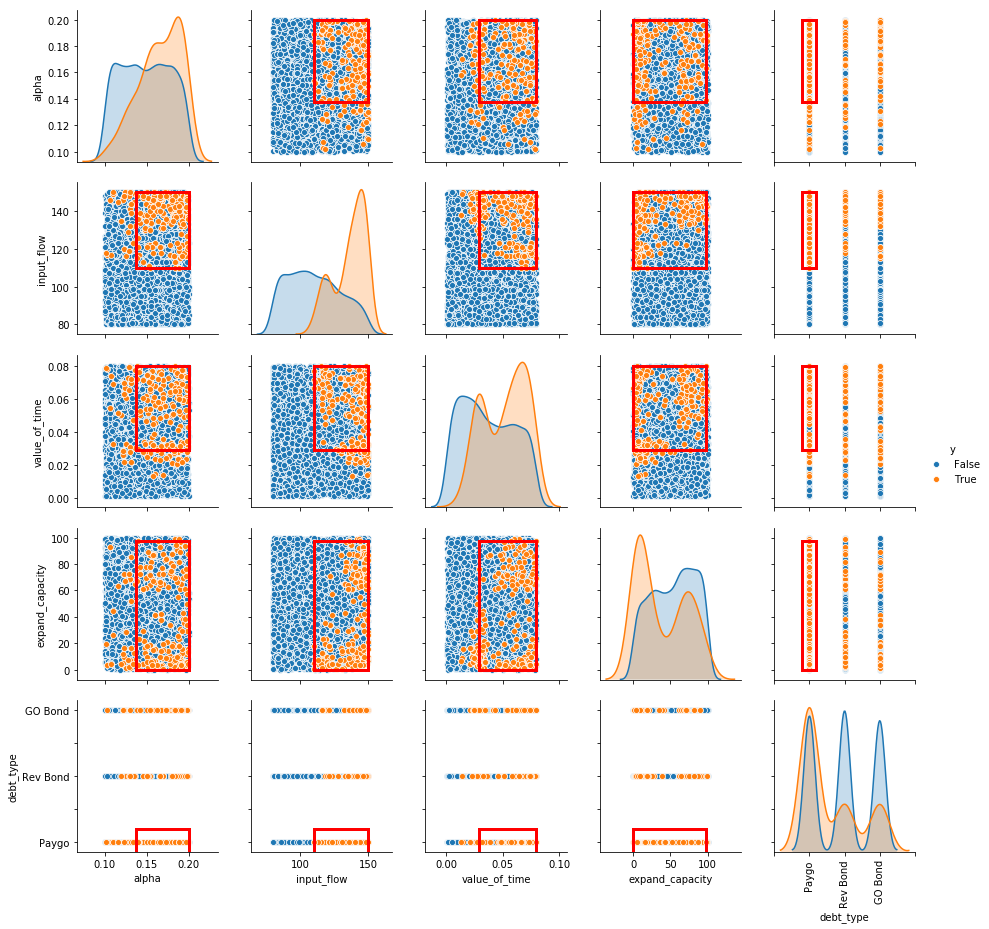 0.20
0.18
0.16
0.14
0.12
0.10
alpha
140
120
100
80
input_flow
0.08
0.06
0.04
0.02
0.00
value_of_time
y
False
True
100
80
60
40
20
0
expand_capacity
GO Bond
Rev Bond
Paygo
debt_type
0.10 0.15 0.20
alpha
100 150
input_flow
0.00 0.05 0.10
value_of_time
0 50 100
expand_capacity
Paygo
Rev Bond
GO Bond
debt_type